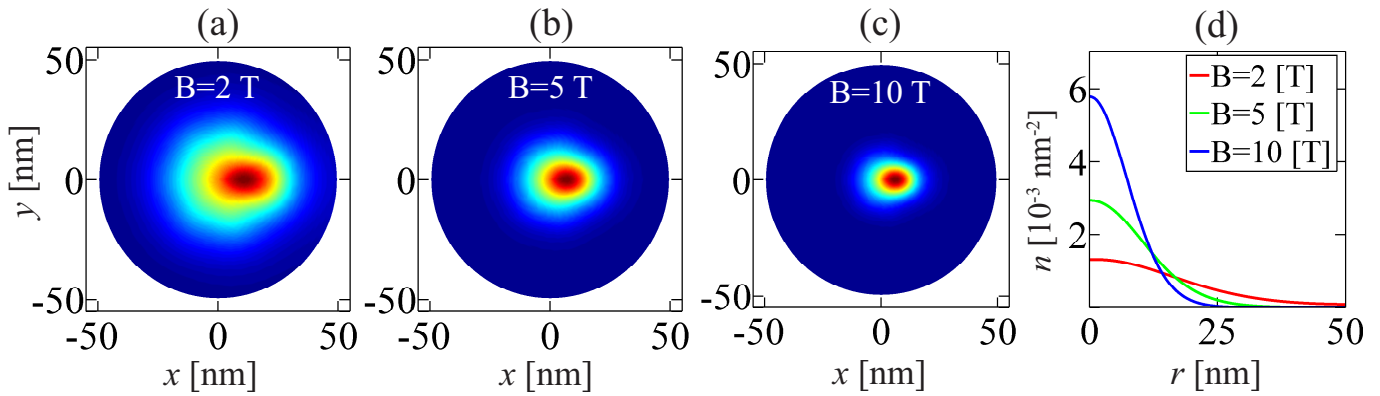 (a)
(b)
(c)
(d)
50
0
-50
y [nm]
B=2 T
-50
0
50
x [nm]
50
0
-50
B=5 T
-50
0
50
x [nm]
50
0
-50
B=10 T
-50
0
50
x [nm]
6
4
2
n [10⁻³ nm⁻²]
B=2 [T]
B=5 [T]
B=10 [T]
0
25
50
r [nm]